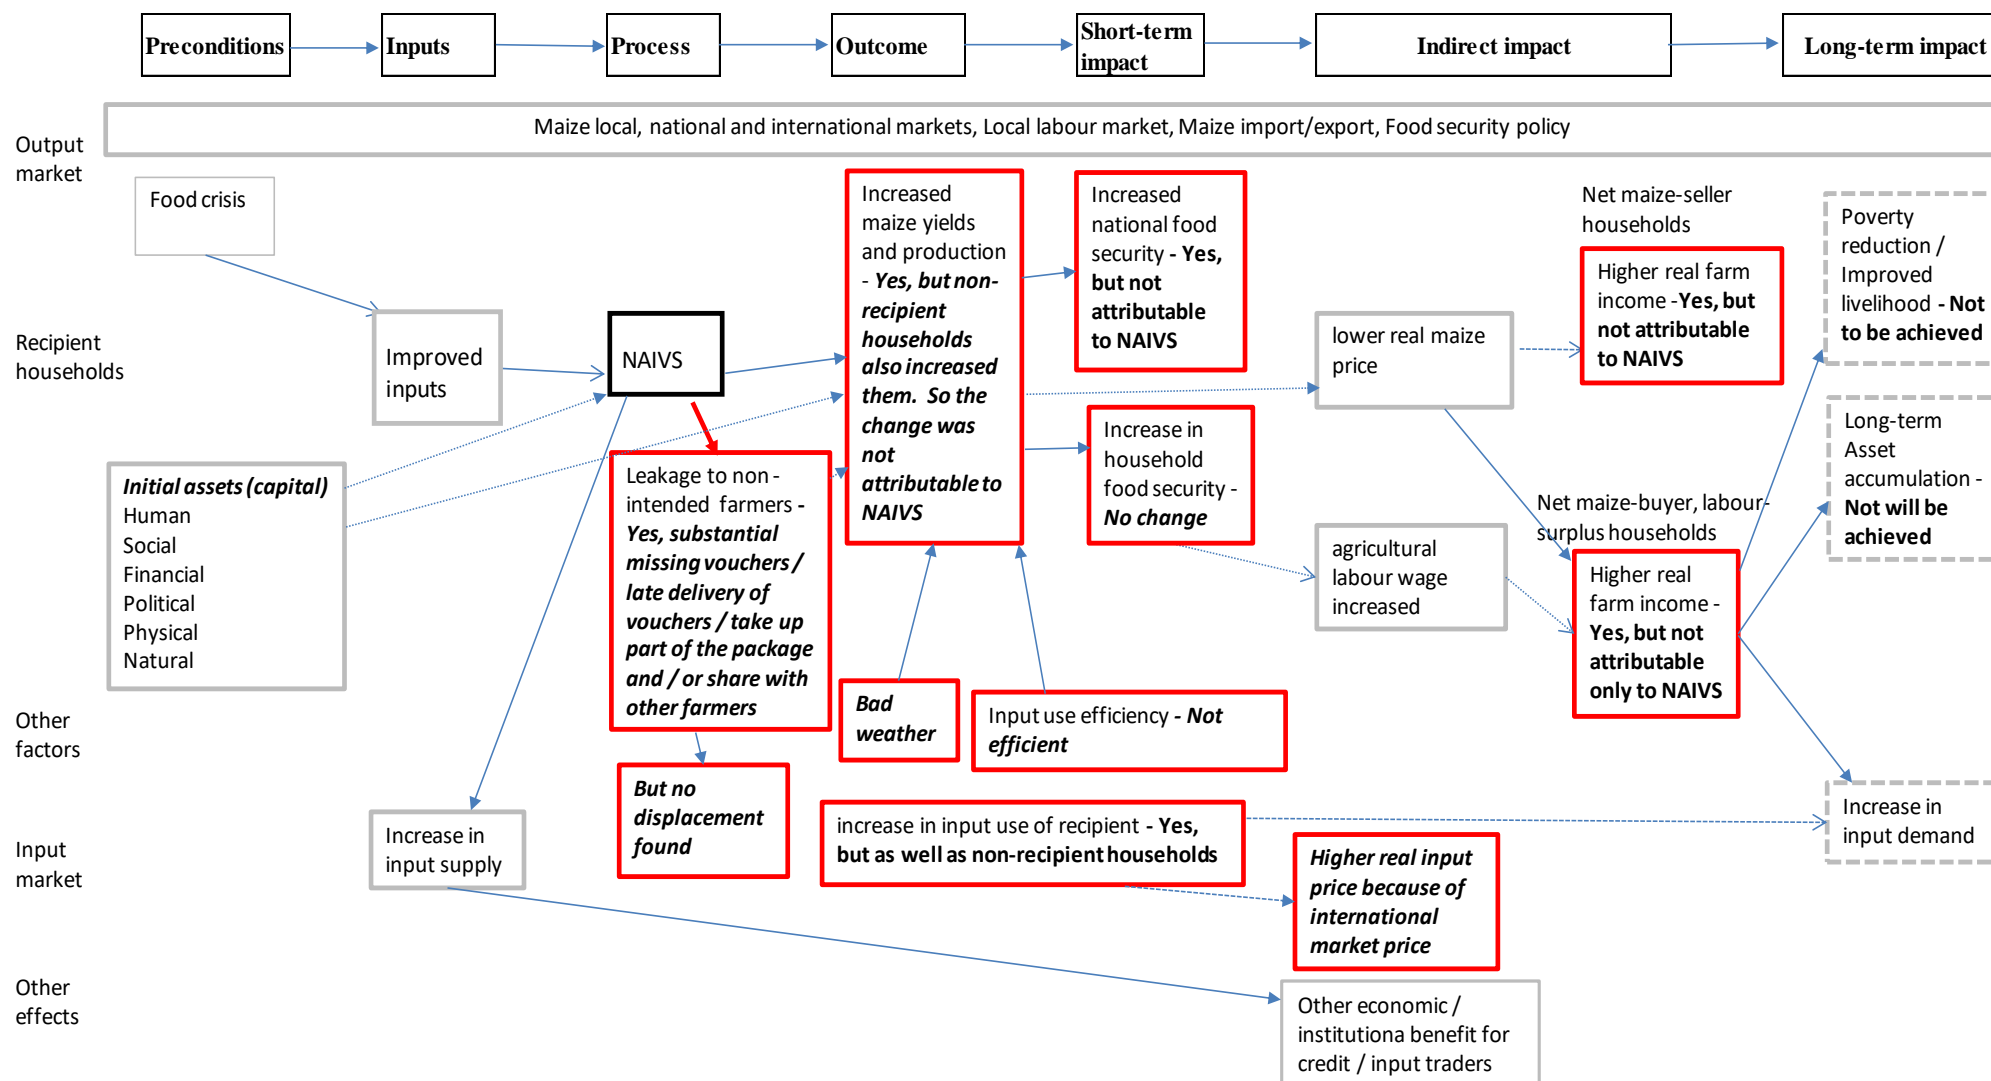 Preconditions
Inputs
Process
Outcome
Short-term
impact
Indirect impact
Long-term impact
Output
market
Maize local, national and international markets, Local labour market, Maize import/export, Food security policy
Food crisis
Recipient
households
Improved
inputs
NAIVS
Initial assets (capital)
Human
Social
Financial
Political
Physical
Natural
Leakage to non -
intended farmers -
Yes, substantial
missing vouchers /
late delivery of
vouchers / take up
part of the package
and / or share with
other farmers
But no
displacement
found
Increased
maize yields
and production
- Yes, but non-
recipient
households
also increased
them. So the
change was
not
attributable to
NAIVS
Bad
weather
Input use efficiency - Not
efficient
Increased
national food
security - Yes,
but not
attributable
to NAIVS
Increase in
household
food security -
No change
lower real maize
price
agricultural
labour wage
increased
Net maize-seller
households
Higher real farm
income -Yes, but
not attributable
to NAIVS
Net maize-buyer, labour-
surplus households
Higher real
farm income -
Yes, but not
attributable
only to NAIVS
Poverty
reduction /
Improved
livelihood - Not
to be achieved
Long-term
Asset
accumulation -
Not will be
achieved
Other
factors
Input
market
Increase in
input supply
increase in input use of recipient - Yes,
but as well as non-recipient households
Higher real input
price because of
international
market price
Increase in
input demand
Other
effects
Other economic /
institutiona benefit for
credit / input traders